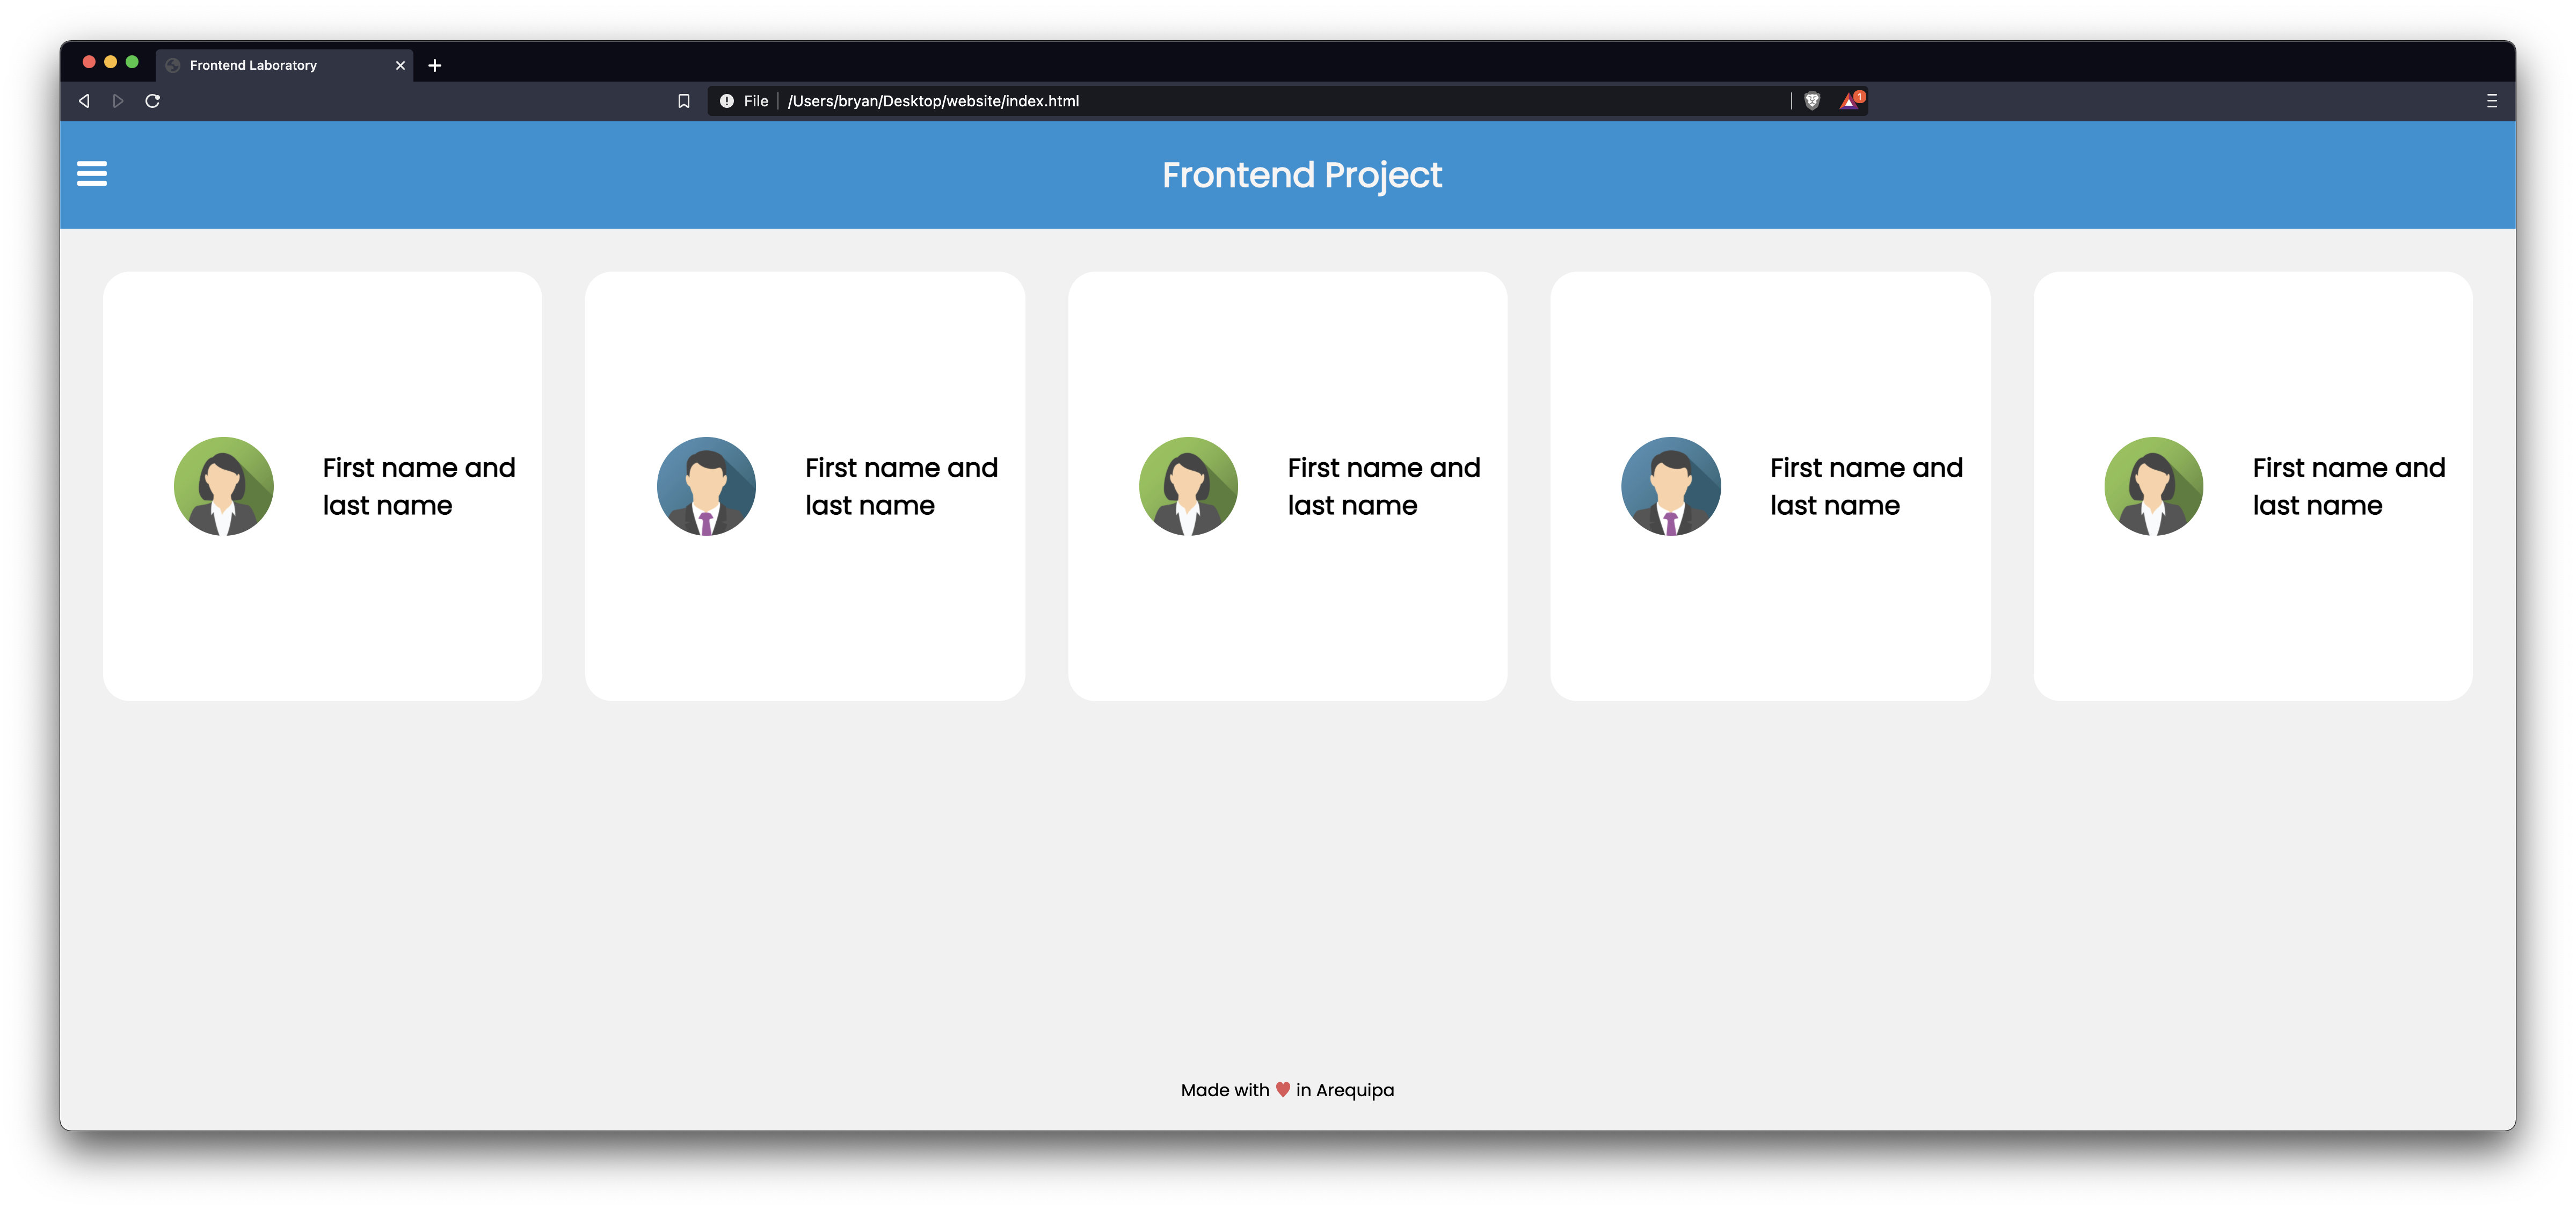 Frontend Laboratory
File /Users/bryan/Desktop/website/index.html
1
Frontend Project
First name and
last name
First name and
last name
First name and
last name
First name and
last name
First name and
last name
Made with ♥ in Arequipa